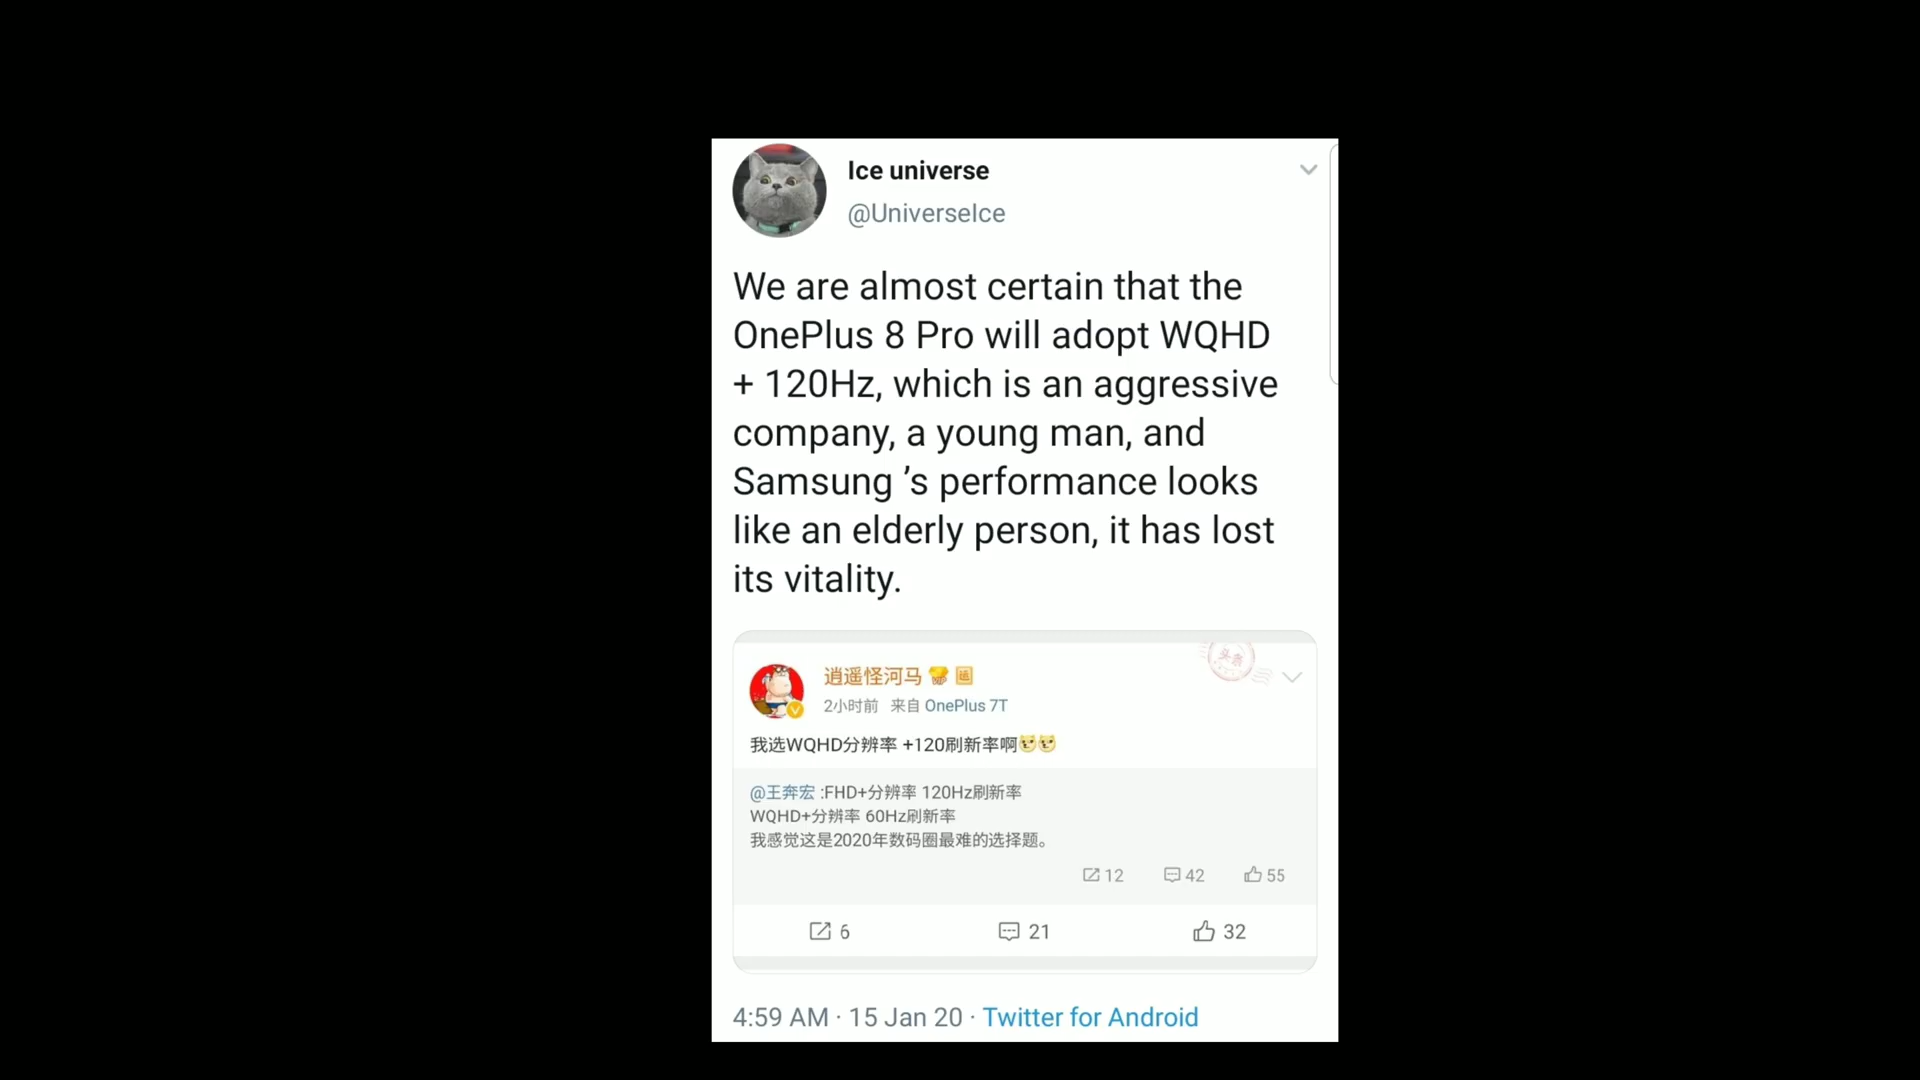 Ice universe
@UniverseIce
We are almost certain that the
OnePlus 8 Pro will adopt WQHD
+ 120Hz, which is an aggressive
company, a young man, and
Samsung ’s performance looks
like an elderly person, it has lost
its vitality.
头条
逍遥怪河马
2小时前 来自 OnePlus 7T
我选WQHD分辨率 +120刷新率啊
@王奔宏 :FHD+分辨率 120Hz刷新率
WQHD+分辨率 60Hz刷新率
我感觉这是2020年数码圈最难的选择题。
12 42 55
6 21 32
4:59 AM · 15 Jan 20 · Twitter for Android